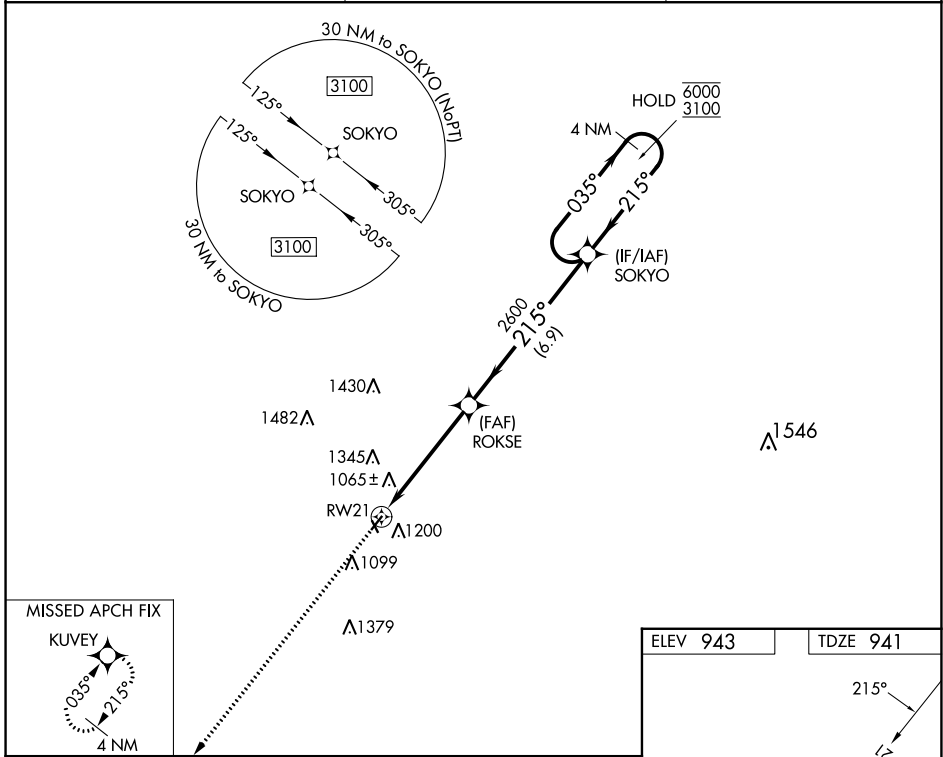 30 NM to SOKYO (NoPT)
3100
125°
SOKYO
305°
125°
SOKYO
305°
3100
30 NM to SOKYO
HOLD 6000
3100
4 NM
035°
215°
(IF/IAF)
SOKYO
2600
215°
(6.9)
1430
1482
(FAF)
ROKSE
1546
1345
1065±
RW21
1200
1099
1379
MISSED APCH FIX
KUVEY
035°
215°
4 NM
ELEV 943
TDZE 941
215°
21